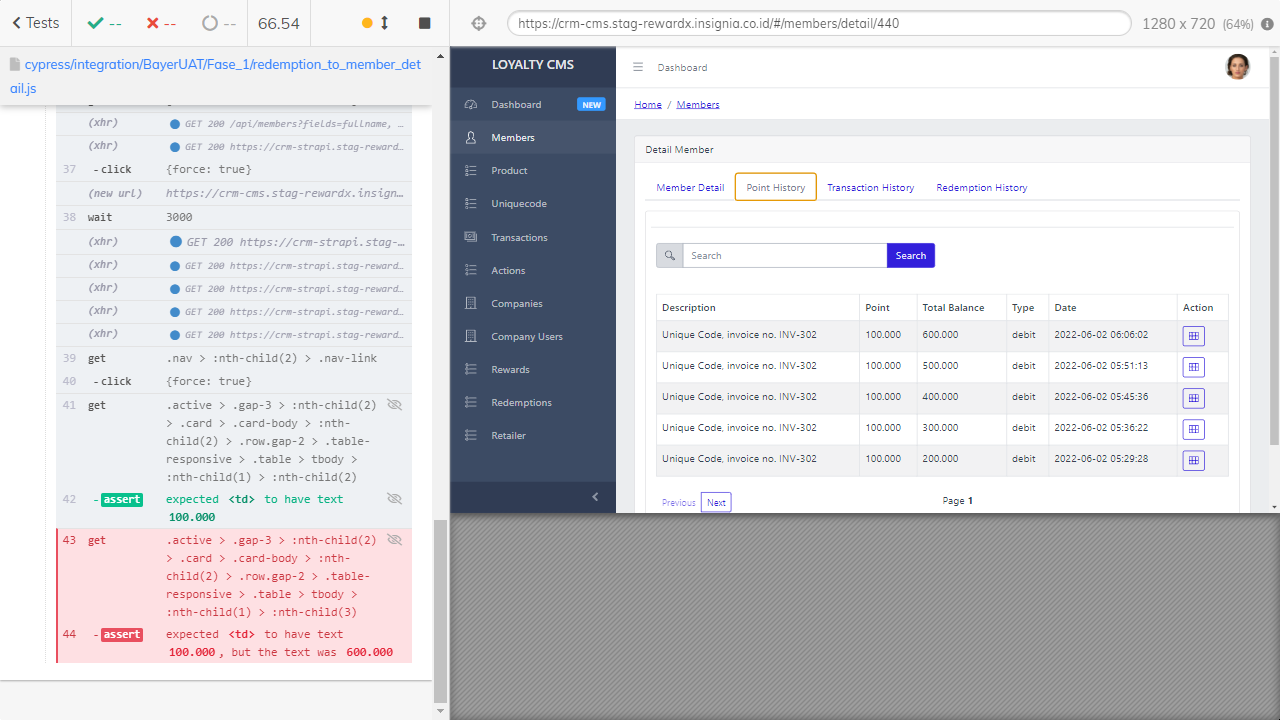 Tests
--
--
--
66.54
cypress/integration/BayerUAT/Fase_1/redemption_to_member_det
ail.js
(xhr) GET 200 /api/members?fields=fullname, …
(xhr) GET 200 https://crm-strapi.stag-reward…
37 -click {force: true}
(new url) https://crm-cms.stag-rewardx.insign…
38 wait 3000
(xhr) GET 200 https://crm-strapi.stag-…
(xhr) GET 200 https://crm-strapi.stag-reward…
(xhr) GET 200 https://crm-strapi.stag-reward…
(xhr) GET 200 https://crm-strapi.stag-reward…
(xhr) GET 200 https://crm-strapi.stag-reward…
39 get .nav > :nth-child(2) > .nav-link
40 -click {force: true}
41 get .active > .gap-3 > :nth-child(2)
> .card > .card-body > :nth-
child(2) > .row.gap-2 > .table-
responsive > .table > tbody >
:nth-child(1) > :nth-child(2)
42 -assert expected <td> to have text
100.000
43 get .active > .gap-3 > :nth-child(2)
> .card > .card-body > :nth-
child(2) > .row.gap-2 > .table-
responsive > .table > tbody >
:nth-child(1) > :nth-child(3)
44 -assert expected <td> to have text
100.000, but the text was 600.000
https://crm-cms.stag-rewardx.insignia.co.id/#/members/detail/440
1280 x 720 (64%)
LOYALTY CMS
Dashboard NEW
Members
Product
Uniquecode
Transactions
Actions
Companies
Company Users
Rewards
Redemptions
Retailer
Dashboard
Home / Members
Detail Member
Member Detail Point History Transaction History Redemption History
Search Search
Description Point Total Balance Type Date Action
Unique Code, invoice no. INV-302 100.000 600.000 debit 2022-06-02 06:06:02
Unique Code, invoice no. INV-302 100.000 500.000 debit 2022-06-02 05:51:13
Unique Code, invoice no. INV-302 100.000 400.000 debit 2022-06-02 05:45:36
Unique Code, invoice no. INV-302 100.000 300.000 debit 2022-06-02 05:36:22
Unique Code, invoice no. INV-302 100.000 200.000 debit 2022-06-02 05:29:28
Previous Next Page 1